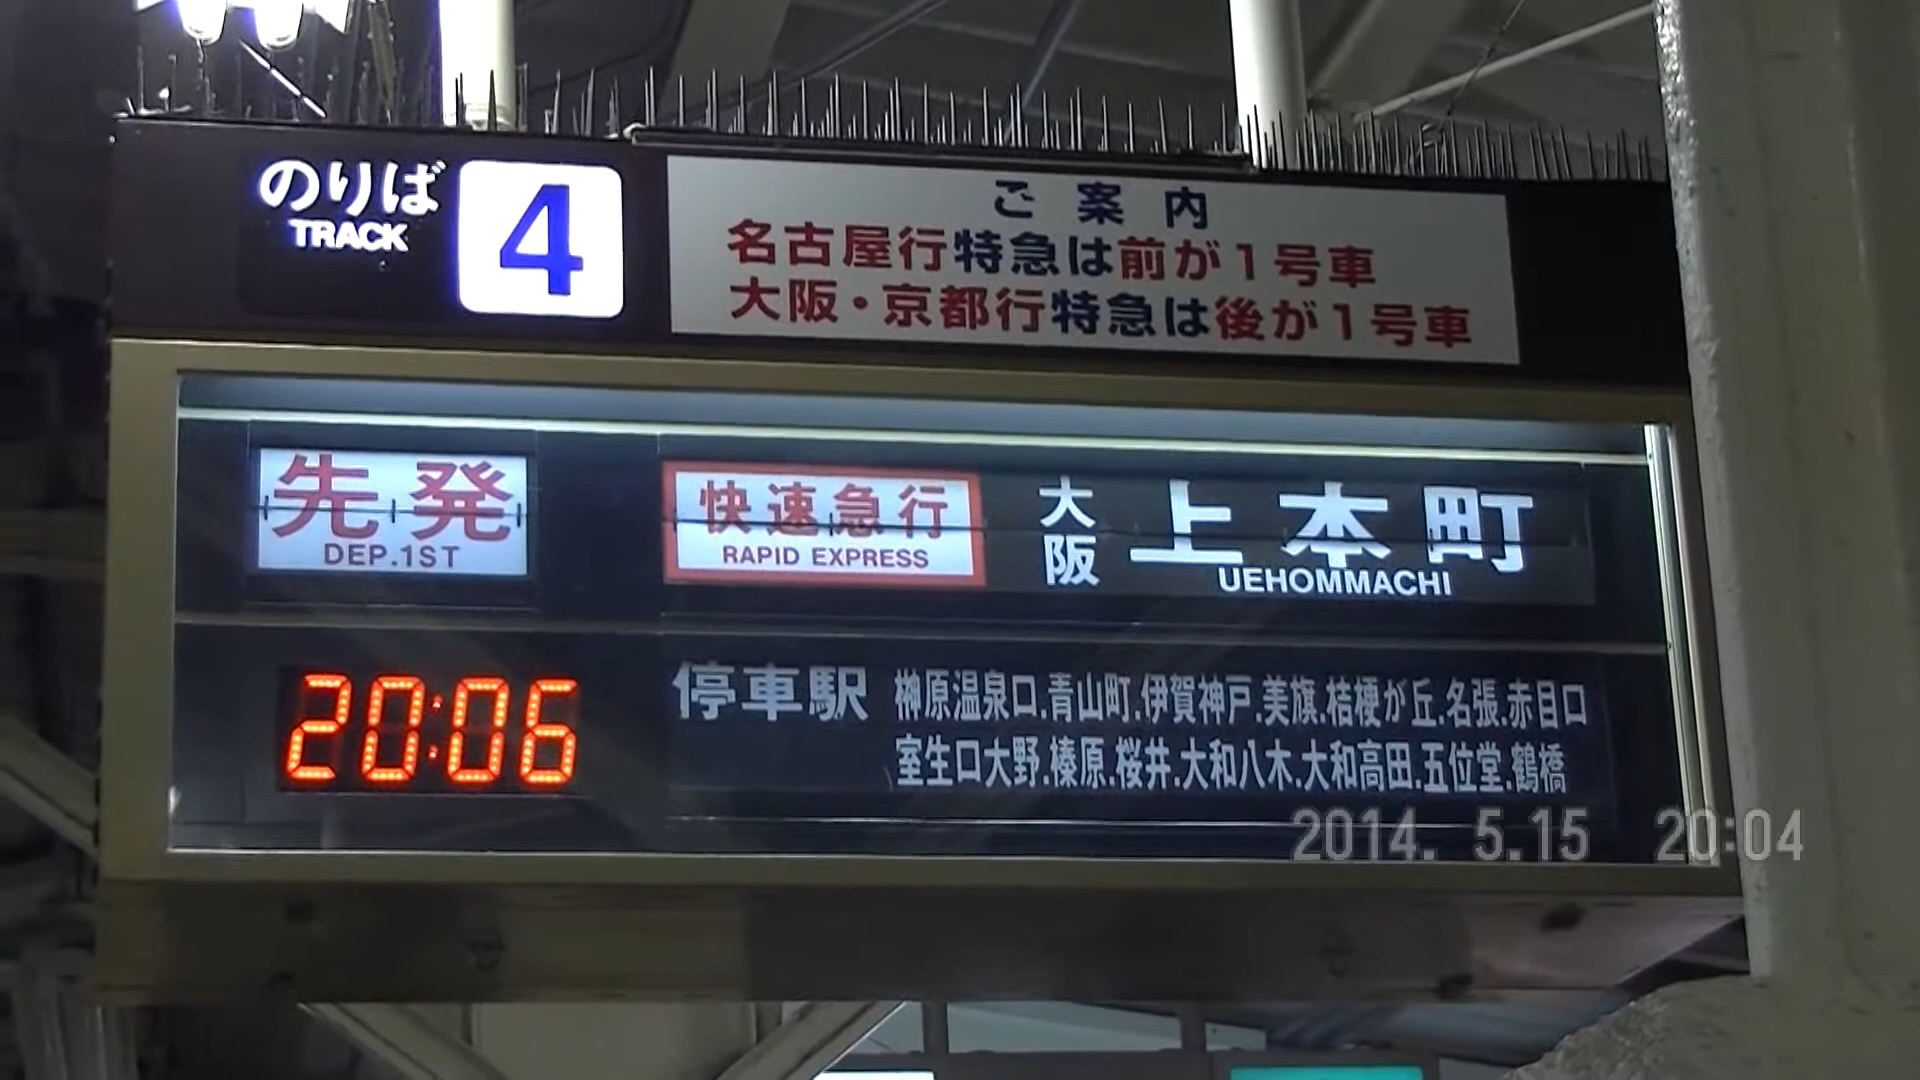 のりば
TRACK
4
ご案内
名古屋行特急は前が1号車
大阪・京都行特急は後が1号車
先発
DEP.1ST
快速急行
RAPID EXPRESS
大阪上本町
UEHOMMACHI
20:06
停車駅
榊原温泉口.青山町.伊賀神戸.美旗.桔梗が丘.名張.赤目口
室生口大野.榛原.桜井.大和八木.大和高田.五位堂.鶴橋
2014. 5.15 20:04